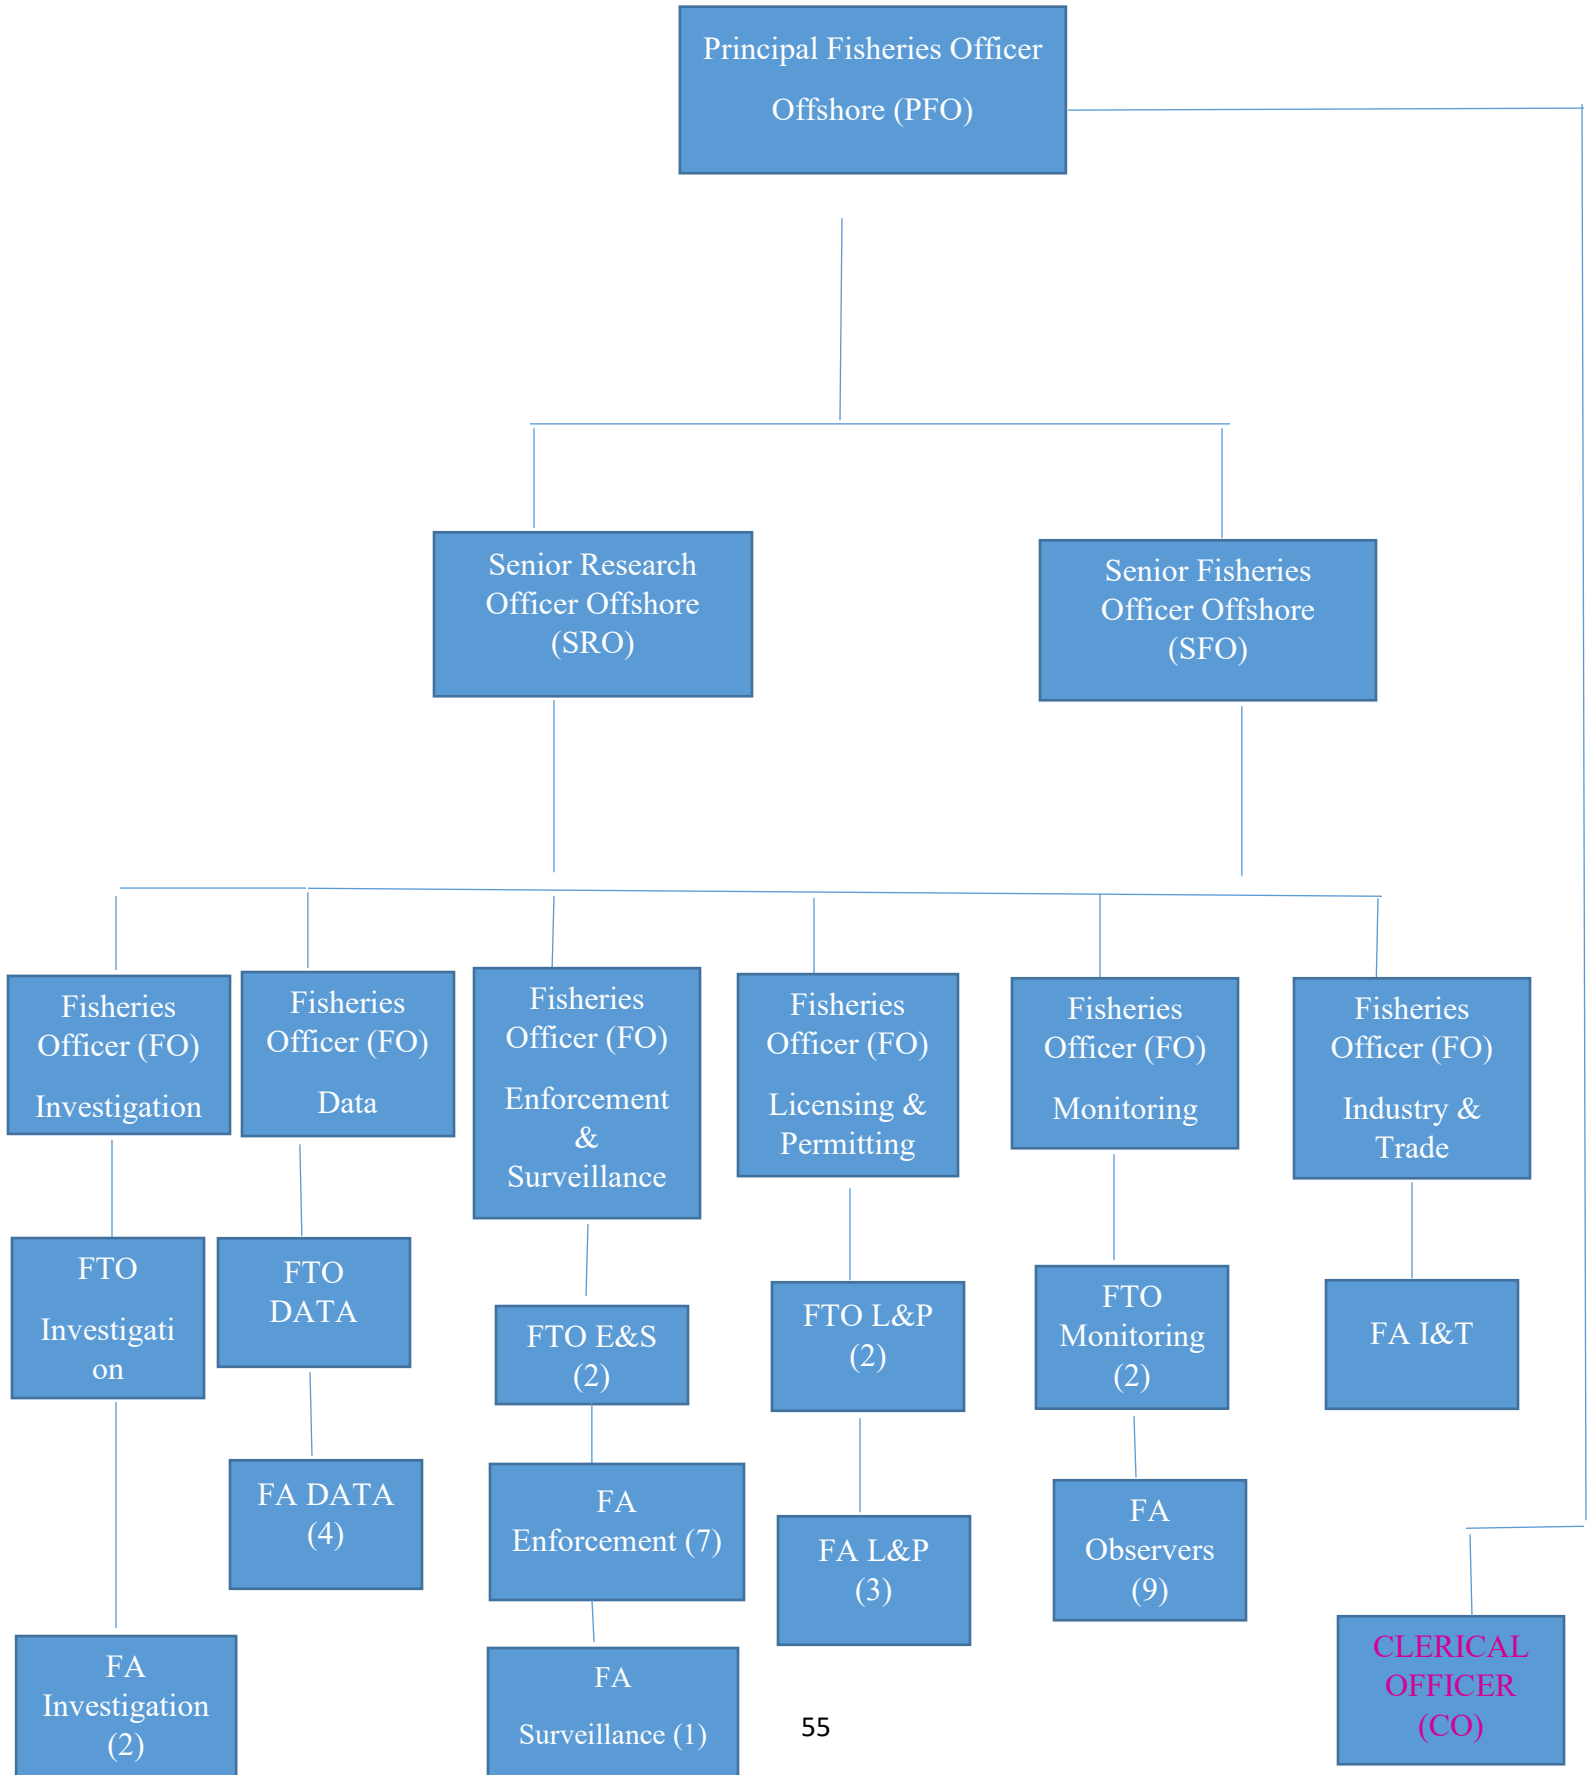 Principal Fisheries Officer
Offshore (PFO)
Senior Research
Officer Offshore
(SRO)
Senior Fisheries
Officer Offshore
(SFO)
Fisheries
Officer (FO)
Investigation
Fisheries
Officer (FO)
Data
Fisheries
Officer (FO)
Enforcement
&
Surveillance
Fisheries
Officer (FO)
Licensing &
Permitting
Fisheries
Officer (FO)
Monitoring
Fisheries
Officer (FO)
Industry &
Trade
FTO
Investigati
on
FTO
DATA
FTO E&S
(2)
FTO L&P
(2)
FTO
Monitoring
(2)
FA I&T
FA DATA
(4)
FA
Enforcement (7)
FA L&P
(3)
FA
Observers
(9)
FA
Investigation
(2)
FA
Surveillance (1)
CLERICAL
OFFICER
(CO)
55